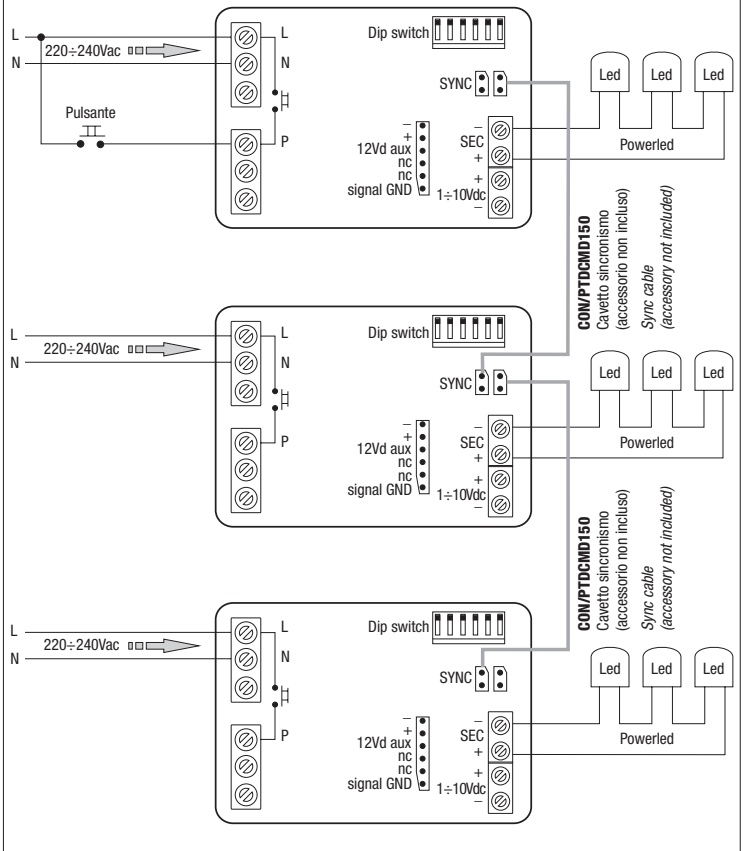 L
N
220÷240Vac
Pulsante
L
N
P
Dip switch
SYNC
–
+
12Vd aux
nc
nc
signal GND
–
SEC
+
+
1÷10Vdc
–
Led
Led
Led
Powerled
CON/PTDCMD150
Cavetto sincronismo
(accessorio non incluso)
Sync cable
(accessory not included)
L
N
220÷240Vac
L
N
P
Dip switch
SYNC
–
+
12Vd aux
nc
nc
signal GND
–
SEC
+
+
1÷10Vdc
–
Led
Led
Led
Powerled
CON/PTDCMD150
Cavetto sincronismo
(accessorio non incluso)
Sync cable
(accessory not included)
L
N
220÷240Vac
L
N
P
Dip switch
SYNC
–
+
12Vd aux
nc
nc
signal GND
–
SEC
+
+
1÷10Vdc
–
Led
Led
Led
Powerled